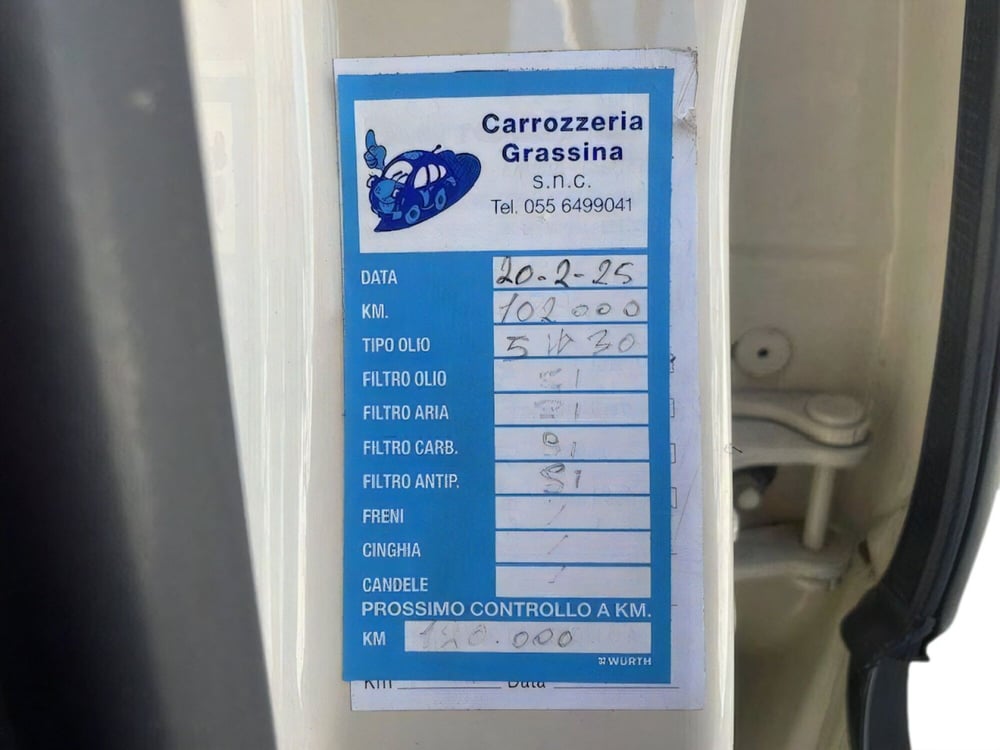 Carrozzeria
Grassina
s.n.c.
Tel. 055 6499041
DATA 20-2-25
KM. 102000
TIPO OLIO 5W30
FILTRO OLIO SI
FILTRO ARIA SI
FILTRO CARB. SI
FILTRO ANTIP. SI
FRENI /
CINGHIA /
CANDELE /
PROSSIMO CONTROLLO A KM.
KM 120.000
WÜRTH
Km Data